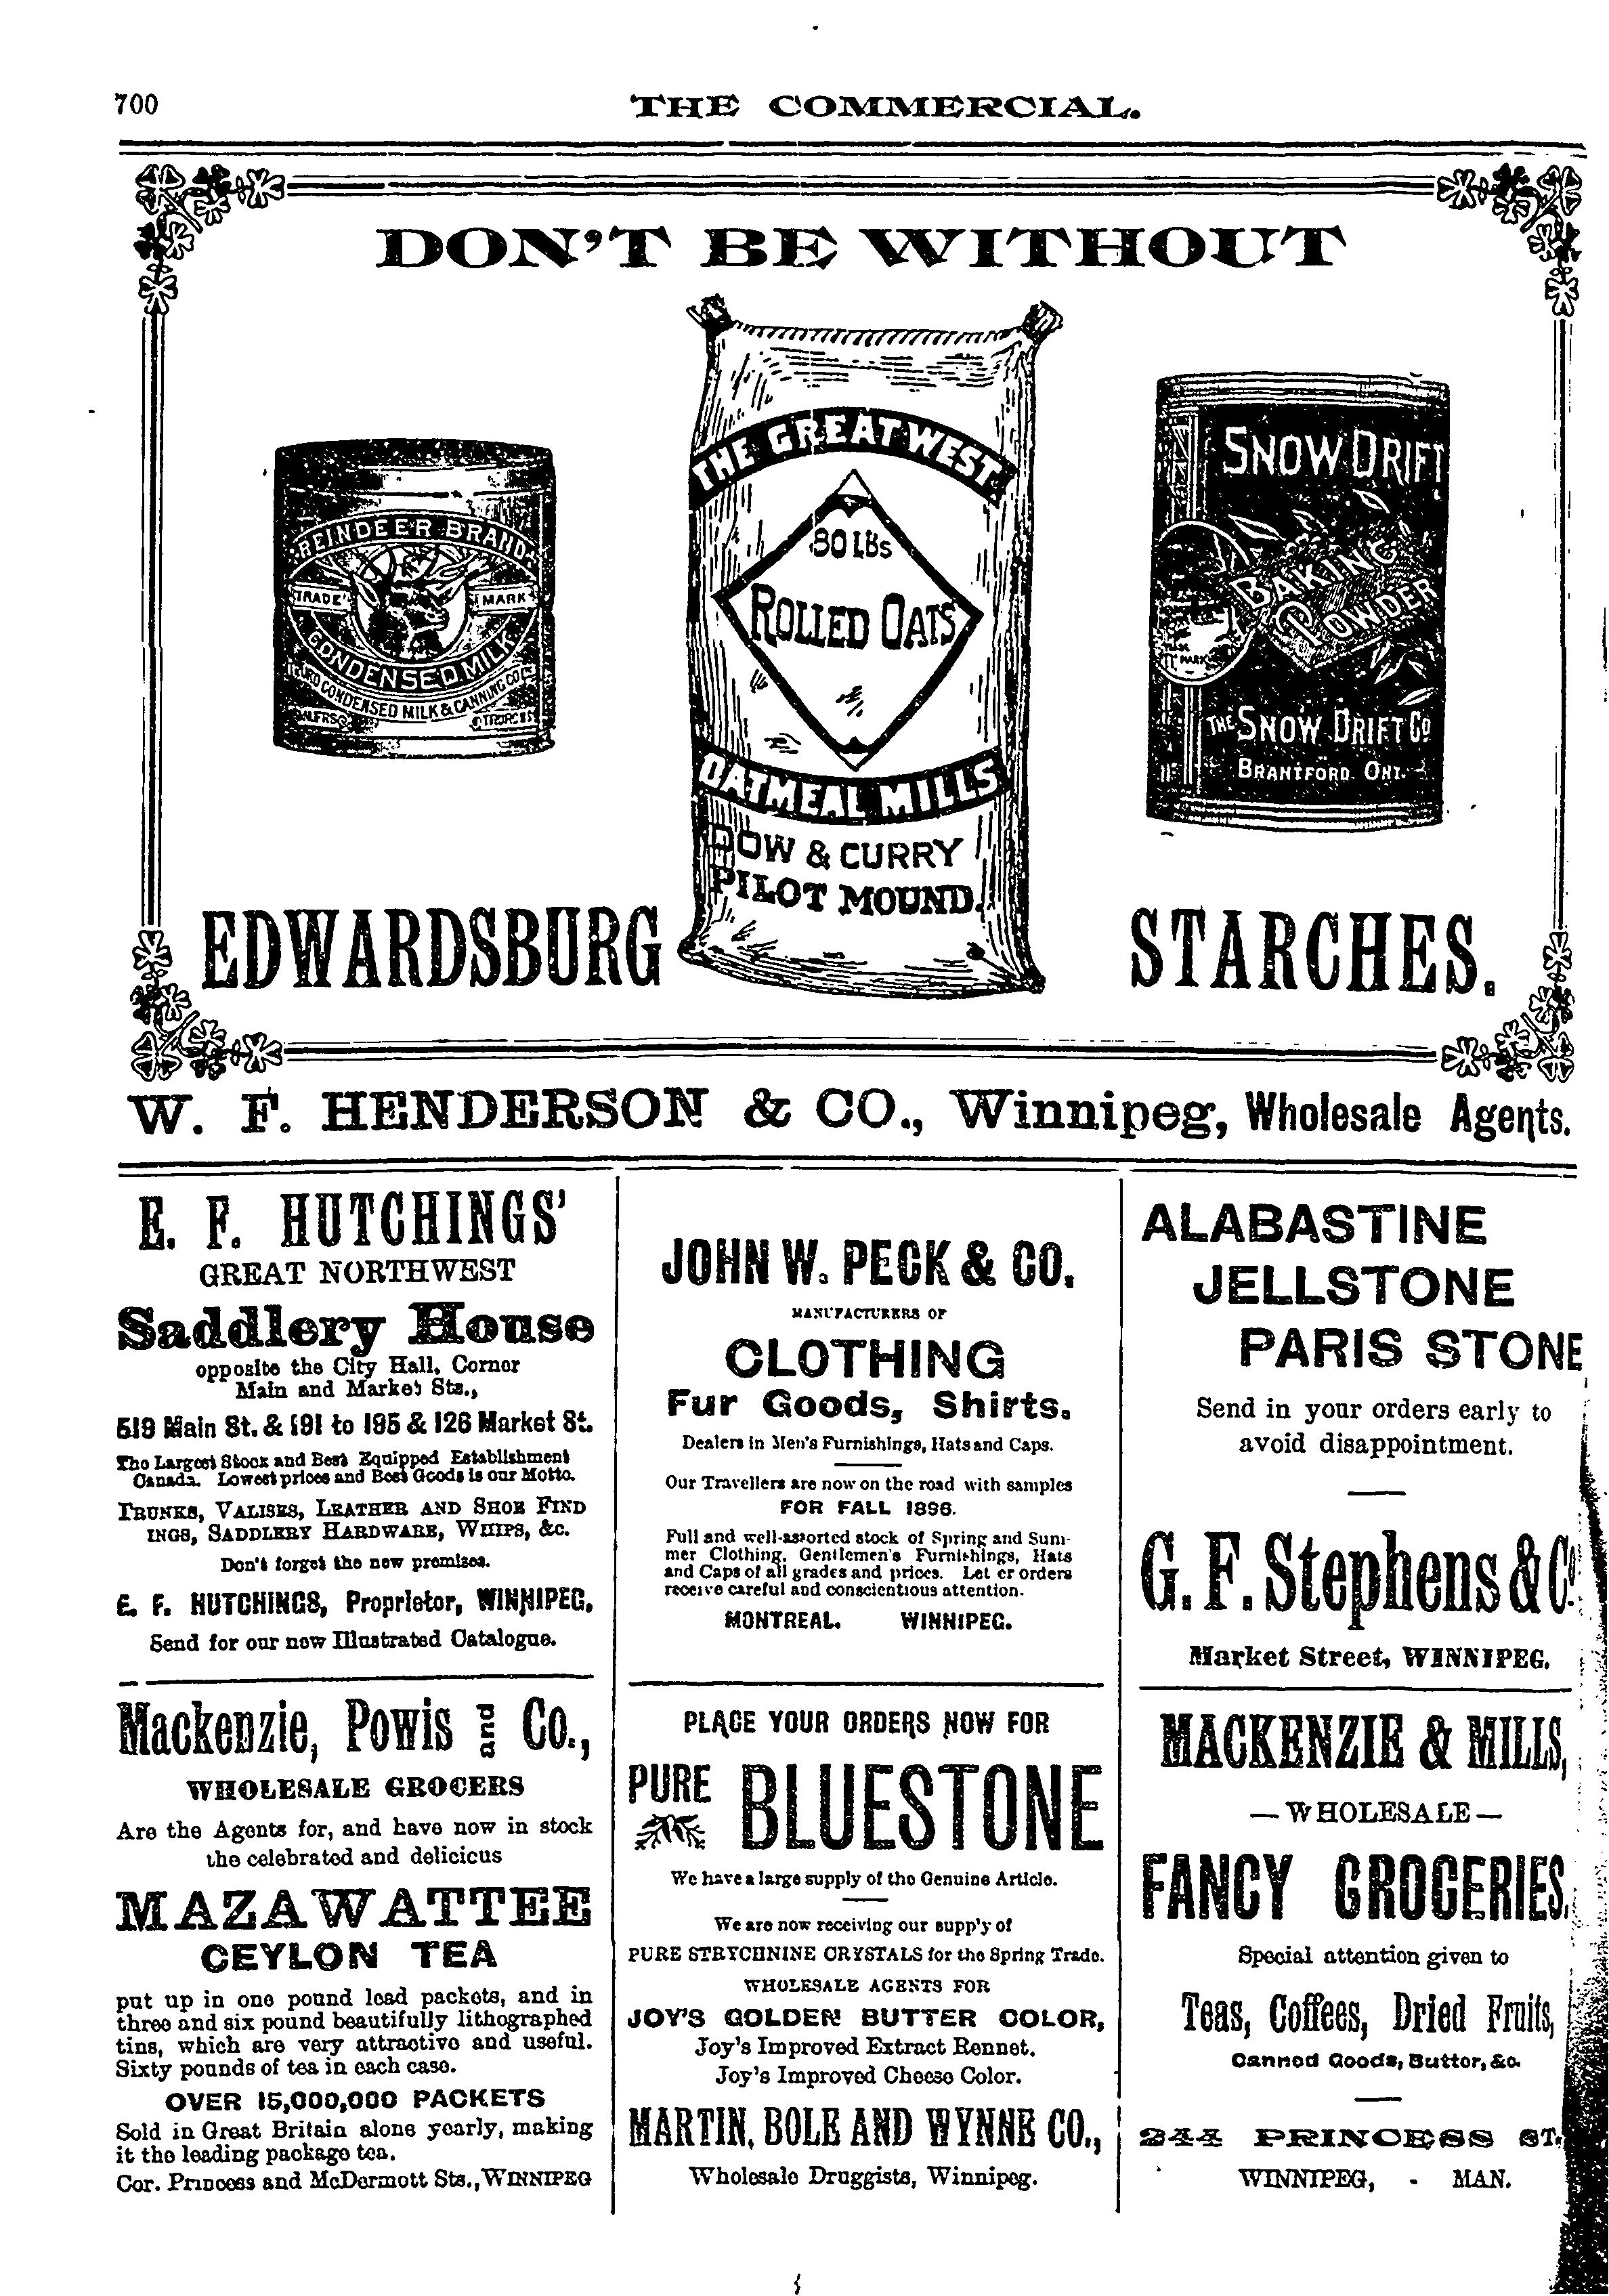 700
THE COMMERCIAL.
DON'T BE WITHOUT
REINDEER BRAND
TRADE MARK
CONDENSED MILK
CONDENSED MILK & CANNING CO
THE GREAT WEST
80 LBS
ROLLED OATS
OATMEAL MILLS
DOW & CURRY
PILOT MOUND.
SNOW DRIFT
BAKING
POWDER
MARK
THE SNOW DRIFT CO
BRANTFORD. ONT.
EDWARDSBURG
STARCHES.
W. F. HENDERSON & CO., Winnipeg, Wholesale Agents.
E. F. HUTCHINGS'
GREAT NORTHWEST
Saddlery House
opposite the City Hall, Corner
Main and Market Sts.,
519 Main St. & 191 to 195 & 126 Market St.
The Largest Stock and Best Equipped Establishment
Canada. Lowest prices and Best Goods is our Motto.
TRUNKS, VALISES, LEATHER AND SHOE FIND
INGS, SADDLERY HARDWARE, WHIPS, &c.
Don't forget the new premises.
E. F. HUTCHINGS, Proprietor, WINNIPEG.
Send for our new Illustrated Catalogue.
Mackenzie, Powis and Co.,
WHOLESALE GROCERS
Are the Agents for, and have now in stock
the celebrated and delicious
MAZAWATTEE
CEYLON TEA
put up in one pound lead packets, and in
three and six pound beautifully lithographed
tins, which are very attractive and useful.
Sixty pounds of tea in each case.
OVER 15,000,000 PACKETS
Sold in Great Britain alone yearly, making
it the leading package tea.
Cor. Princess and McDermott Sts., WINNIPEG
JOHN W. PECK & CO.
MANUFACTURERS OF
CLOTHING
Fur Goods, Shirts.
Dealers in Men's Furnishings, Hats and Caps.
Our Travellers are now on the road with samples
FOR FALL 1896.
Full and well-assorted stock of Spring and Sum-
mer Clothing, Gentlemen's Furnishings, Hats
and Caps of all grades and prices. Let er orders
receive careful and conscientious attention.
MONTREAL. WINNIPEG.
PLACE YOUR ORDERS NOW FOR
PURE BLUESTONE
We have a large supply of the Genuine Article.
We are now receiving our supp'y of
PURE STRYCHNINE CRYSTALS for the Spring Trade.
WHOLESALE AGENTS FOR
JOY'S GOLDEN BUTTER COLOR,
Joy's Improved Extract Rennet.
Joy's Improved Cheese Color.
MARTIN, BOLE AND WYNNE CO.,
Wholesale Druggists, Winnipeg.
ALABASTINE
JELLSTONE
PARIS STONE
Send in your orders early to
avoid disappointment.
G. F. Stephens & Co.
Market Street, WINNIPEG.
MACKENZIE & MILLS,
—WHOLESALE—
FANCY GROCERIES,
Special attention given to
Teas, Coffees, Dried Fruits,
Canned Goods, Buttor, &c.
244 PRINCESS ST.
WINNIPEG, - MAN.